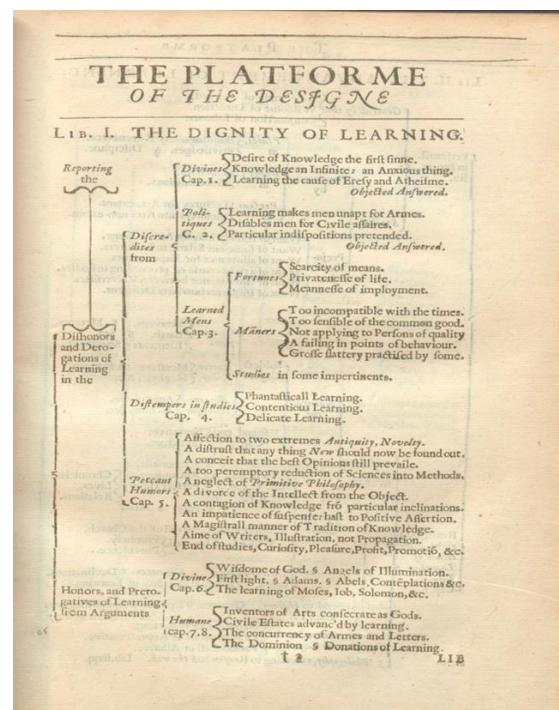 THE PLATFORME
OF THE DESIGNE
LIB. I. THE DIGNITY OF LEARNING.
Reporting
the
Dishonors
and Dero-
gations of
Learning
in the
Discre-
dites
from
Divines
Cap. 1.
Desire of Knowledge the first sinne.
Knowledge an Infinite: an Anxious thing.
Learning the cause of Eresy and Atheisme.
Objected Answered.
Poli-
tiques
C. 2.
Learning makes men unapt for Armes.
Disables men for Civile affaires.
Particular indispositions pretended.
Objected Answered.
Learned
Mens
Cap. 3.
Fortunes
Scarcity of means.
Privatenesse of life.
Meannesse of imployment.
Maners
Too incompatible with the times.
Too sensible of the common good.
Not applying to Persons of quality
A failing in points of behaviour.
Grosse flattery practised by some.
Studies in some impertinents.
Distempers in studies
Cap. 4.
Phantasticall Learning.
Contentious Learning.
Delicate Learning.
Peccant
Humors
Cap. 5.
Affection to two extremes Antiquity, Novelty.
A distrust that any thing New should now be found out.
A conceit that the best Opinions still prevaile.
A too peremptory reduction of Sciences into Methods.
A neglect of Primitive Philosophy.
A divorce of the Intellect from the Object.
A contagion of Knowledge frō particular inclinations.
An impatience of suspense: hast to Positive Assertion.
A Magistrall manner of Tradition of Knowledge.
Aime of Writers, Illustration, not Propagation.
End of studies, Curiosity, Pleasure, Profit, Promotiō, &c.
Honors, and Prero-
gatives of Learning
from Arguments
Divine
Cap. 6.
Wisdome of God. § Angels of Illumination.
First light. § Adams. § Abels, Contēplations &c.
The learning of Moses, Iob, Solomon, &c.
Humane
cap. 7. 8.
Inventors of Arts consecrate as Gods.
Civile Estates advanc'd by learning.
The concurrency of Armes and Letters.
The Dominion § Donations of Learning.
t 2 LIB